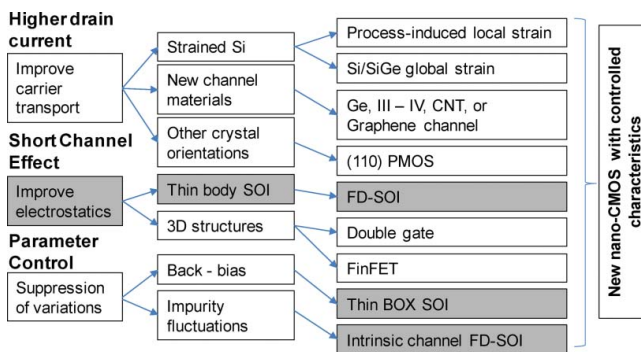 Higher drain
current
Improve
carrier
transport
Strained Si
New channel
materials
Other crystal
orientations
Process-induced local strain
Si/SiGe global strain
Ge, III – IV, CNT, or
Graphene channel
(110) PMOS
Short Channel
Effect
Improve
electrostatics
Thin body SOI
3D structures
FD-SOI
Double gate
FinFET
Parameter
Control
Suppression
of variations
Back - bias
Impurity
fluctuations
Thin BOX SOI
Intrinsic channel FD-SOI
New nano-CMOS with controlled
characteristics